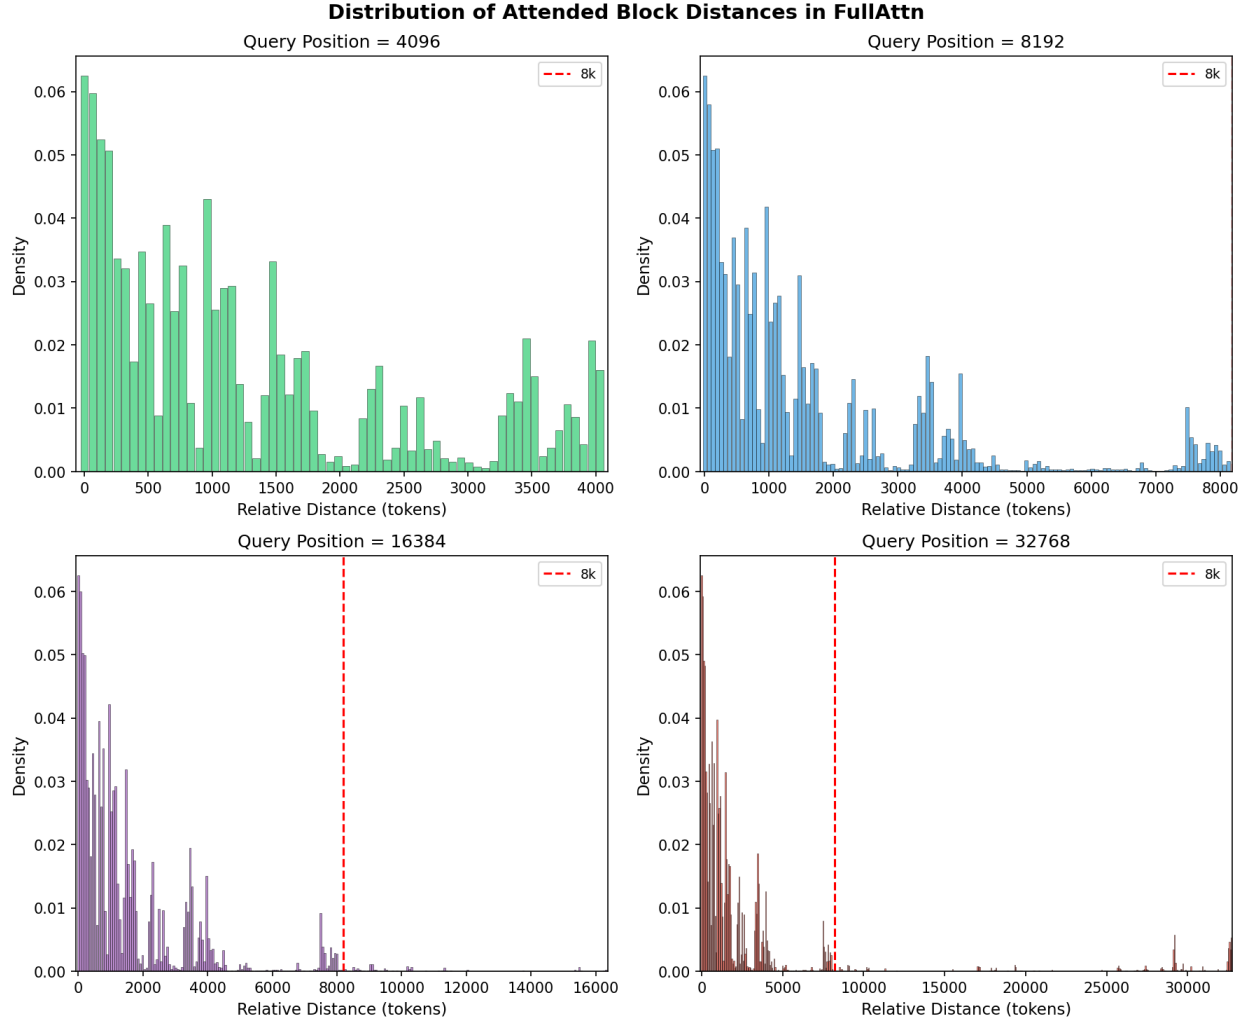 Distribution of Attended Block Distances in FullAttn
Query Position = 4096
8k
Density
0.06
0.05
0.04
0.03
0.02
0.01
0.00
0 500 1000 1500 2000 2500 3000 3500 4000
Relative Distance (tokens)
Query Position = 8192
8k
Density
0.06
0.05
0.04
0.03
0.02
0.01
0.00
0 1000 2000 3000 4000 5000 6000 7000 8000
Relative Distance (tokens)
Query Position = 16384
8k
Density
0.06
0.05
0.04
0.03
0.02
0.01
0.00
0 2000 4000 6000 8000 10000 12000 14000 16000
Relative Distance (tokens)
Query Position = 32768
8k
Density
0.06
0.05
0.04
0.03
0.02
0.01
0.00
0 5000 10000 15000 20000 25000 30000
Relative Distance (tokens)